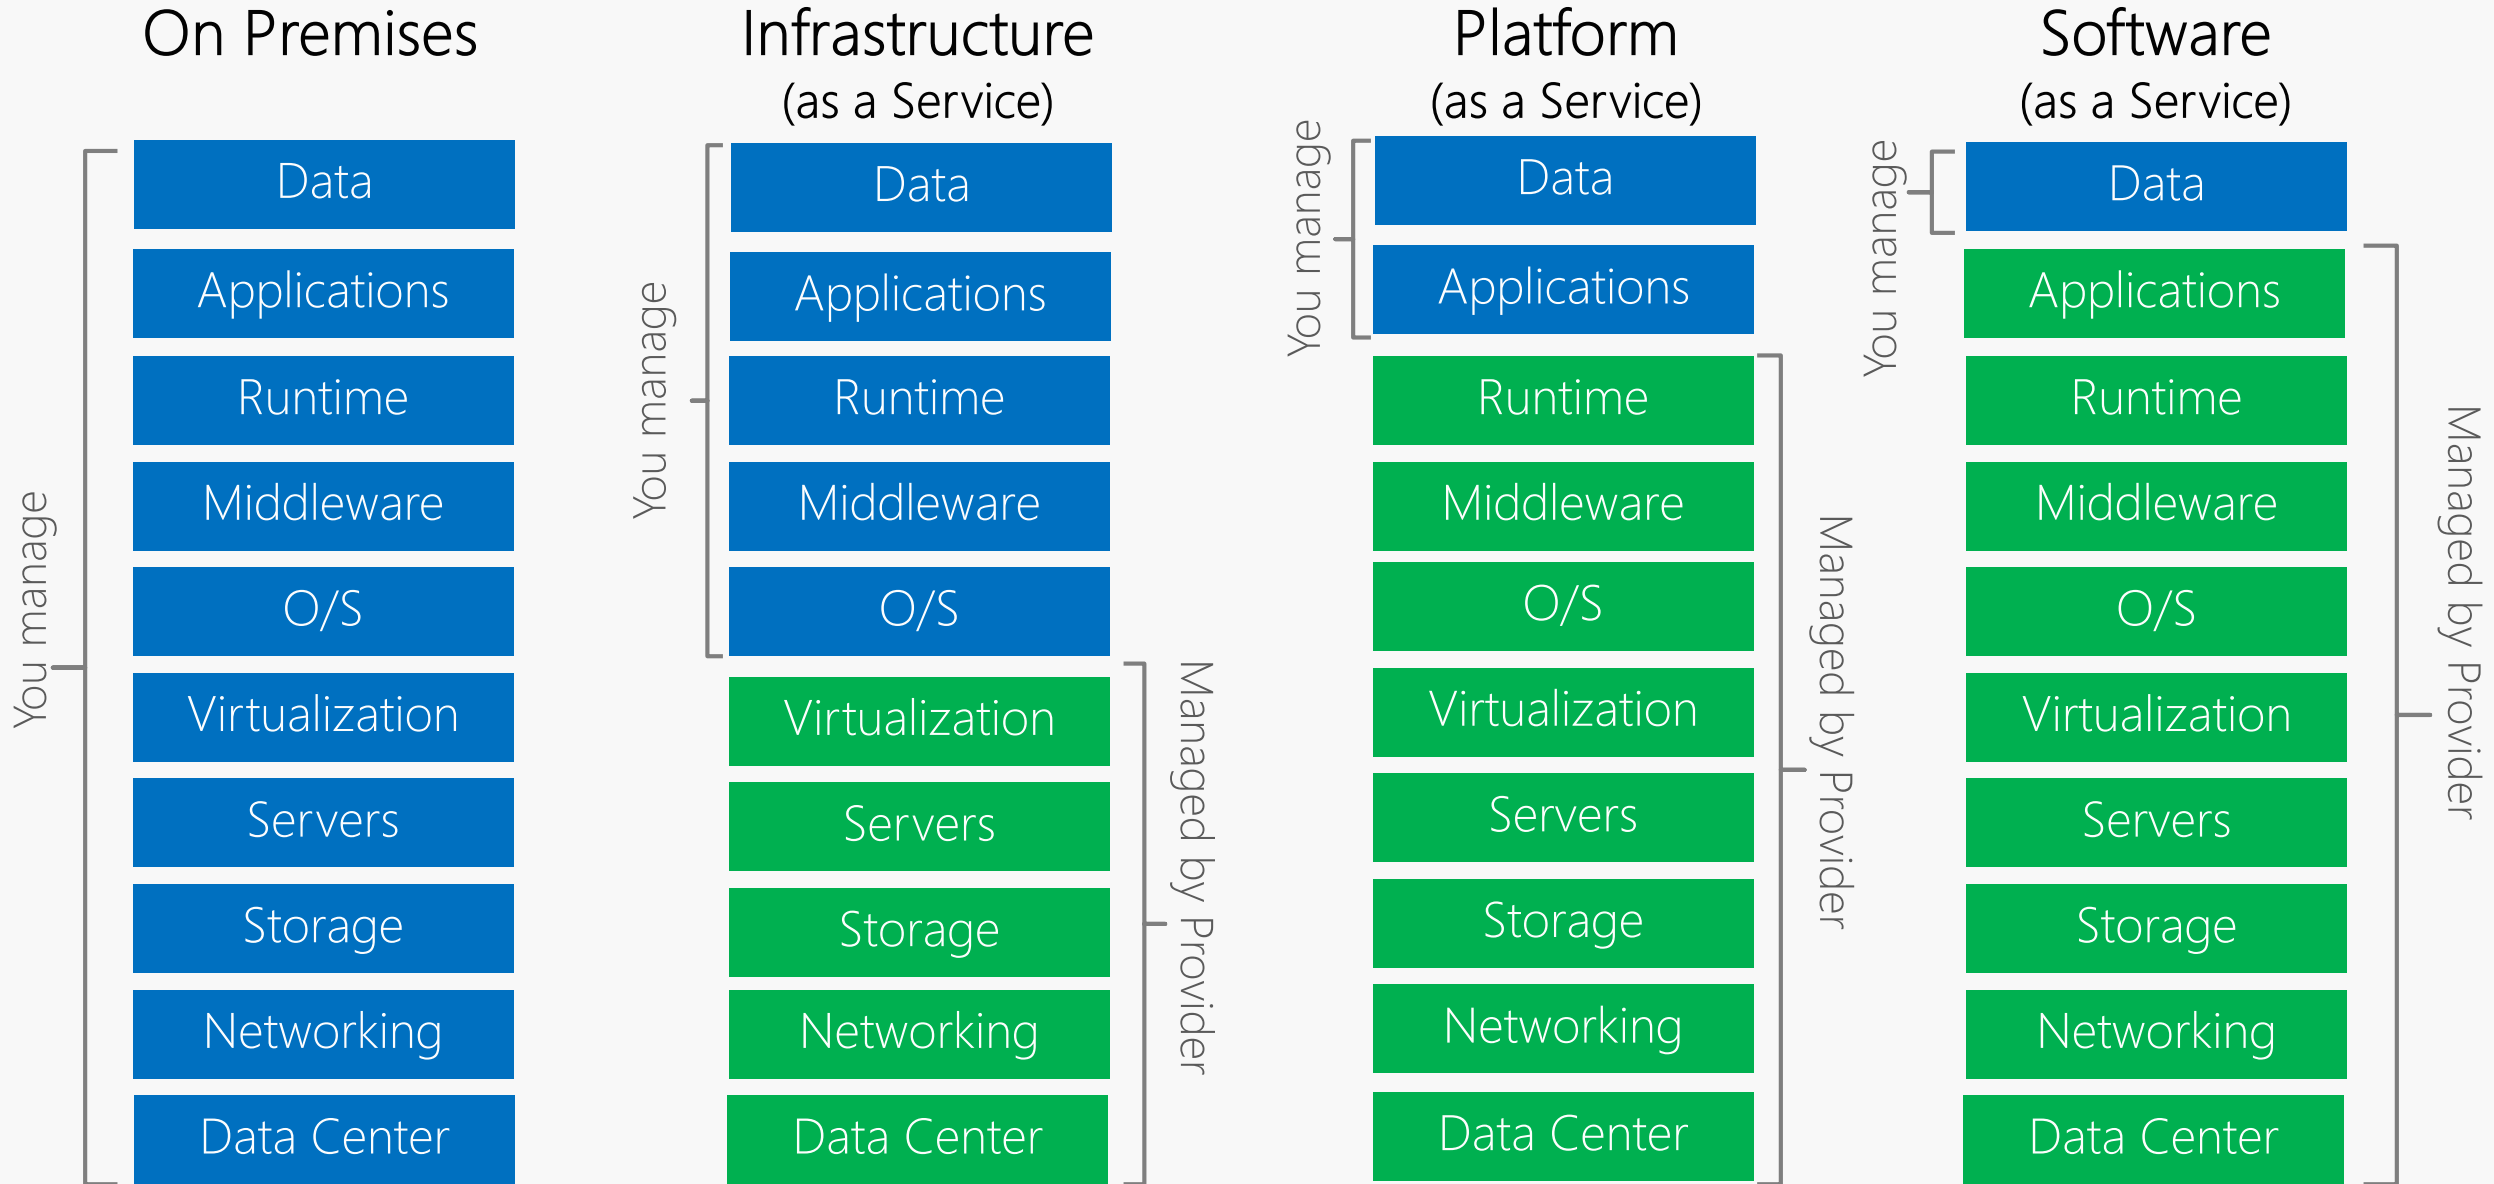 On Premises
You manage
Data
Applications
Runtime
Middleware
O/S
Virtualization
Servers
Storage
Networking
Data Center
Infrastructure
(as a Service)
You manage
Data
Applications
Runtime
Middleware
O/S
Virtualization
Servers
Storage
Networking
Data Center
Managed by Provider
Platform
(as a Service)
You manage
Data
Applications
Runtime
Middleware
O/S
Virtualization
Servers
Storage
Networking
Data Center
Managed by Provider
Software
(as a Service)
You manage
Data
Applications
Runtime
Middleware
O/S
Virtualization
Servers
Storage
Networking
Data Center
Managed by Provider